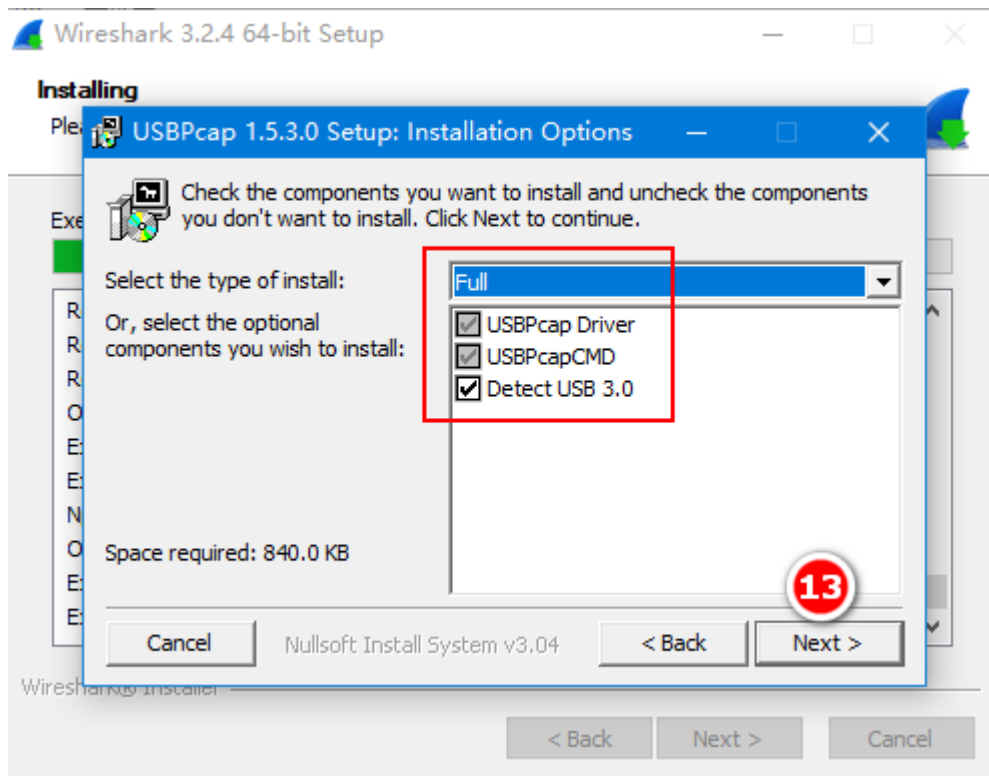 Wireshark 3.2.4 64-bit Setup
Installing
USBPcap 1.5.3.0 Setup: Installation Options
Check the components you want to install and uncheck the components
you don't want to install. Click Next to continue.
Select the type of install:
Full
Or, select the optional
components you wish to install:
USBPcap Driver
USBPcapCMD
Detect USB 3.0
Space required: 840.0 KB
13
Cancel
Nullsoft Install System v3.04
< Back
Next >
< Back
Next >
Cancel